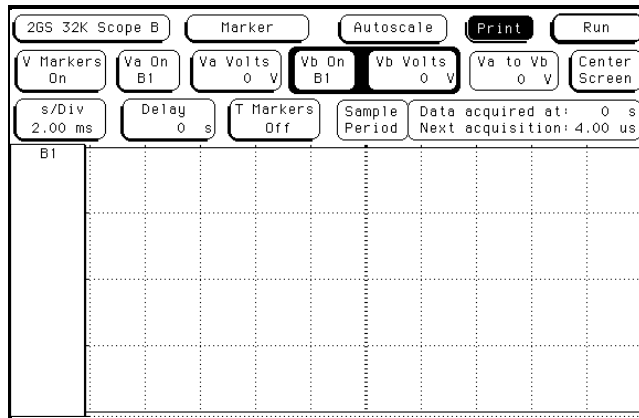 2GS 32K Scope B Marker Autoscale Print Run
V Markers On Va On B1 Va Volts 0 V Vb On B1 Vb Volts 0 V Va to Vb 0 V Center Screen
s/Div 2.00 ms Delay 0 s T Markers Off Sample Period Data acquired at: 0 s Next acquisition: 4.00 us
B1